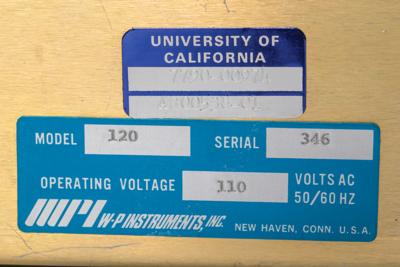 UNIVERSITY OF
CALIFORNIA
MODEL 120 SERIAL 346
OPERATING VOLTAGE 110 VOLTS AC
50/60 HZ
WPI W-P INSTRUMENTS, INC.
NEW HAVEN, CONN. U.S.A.